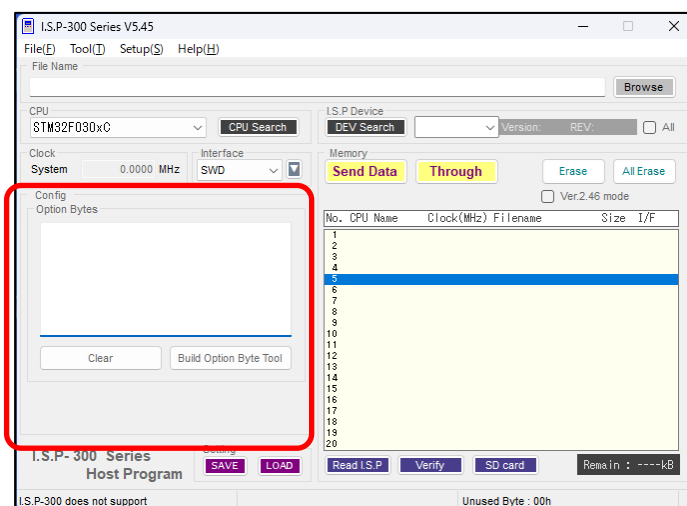 I.S.P-300 Series V5.45
File(F) Tool(T) Setup(S) Help(H)
File Name
Browse
CPU
STM32F030xC
CPU Search
I.S.P Device
DEV Search
Version:
REV:
All
Clock
System 0.0000 MHz
Interface
SWD
Memory
Send Data
Through
Erase
All Erase
Ver.2.46 mode
Config
Option Bytes
Clear
Build Option Byte Tool
No. CPU Name Clock(MHz) Filename Size I/F
1
2
3
4
5
6
7
8
9
10
11
12
13
14
15
16
17
18
19
20
I.S.P- 300 Series
Host Program
Setting
SAVE
LOAD
Read I.S.P
Verify
SD card
Remain : ----kB
I.S.P-300 does not support
Unused Byte : 00h